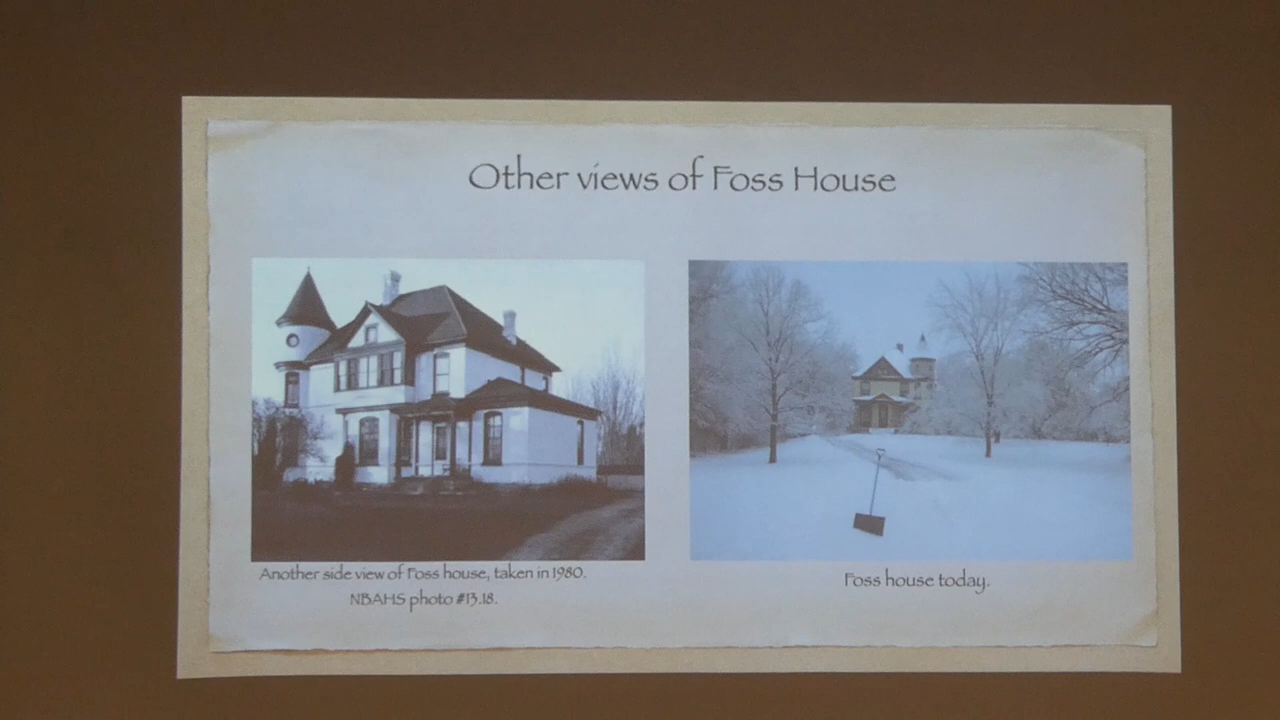 Other views of Foss House
Another side view of Foss house, taken in 1980.
NBAHS photo #13.18.
Foss house today.